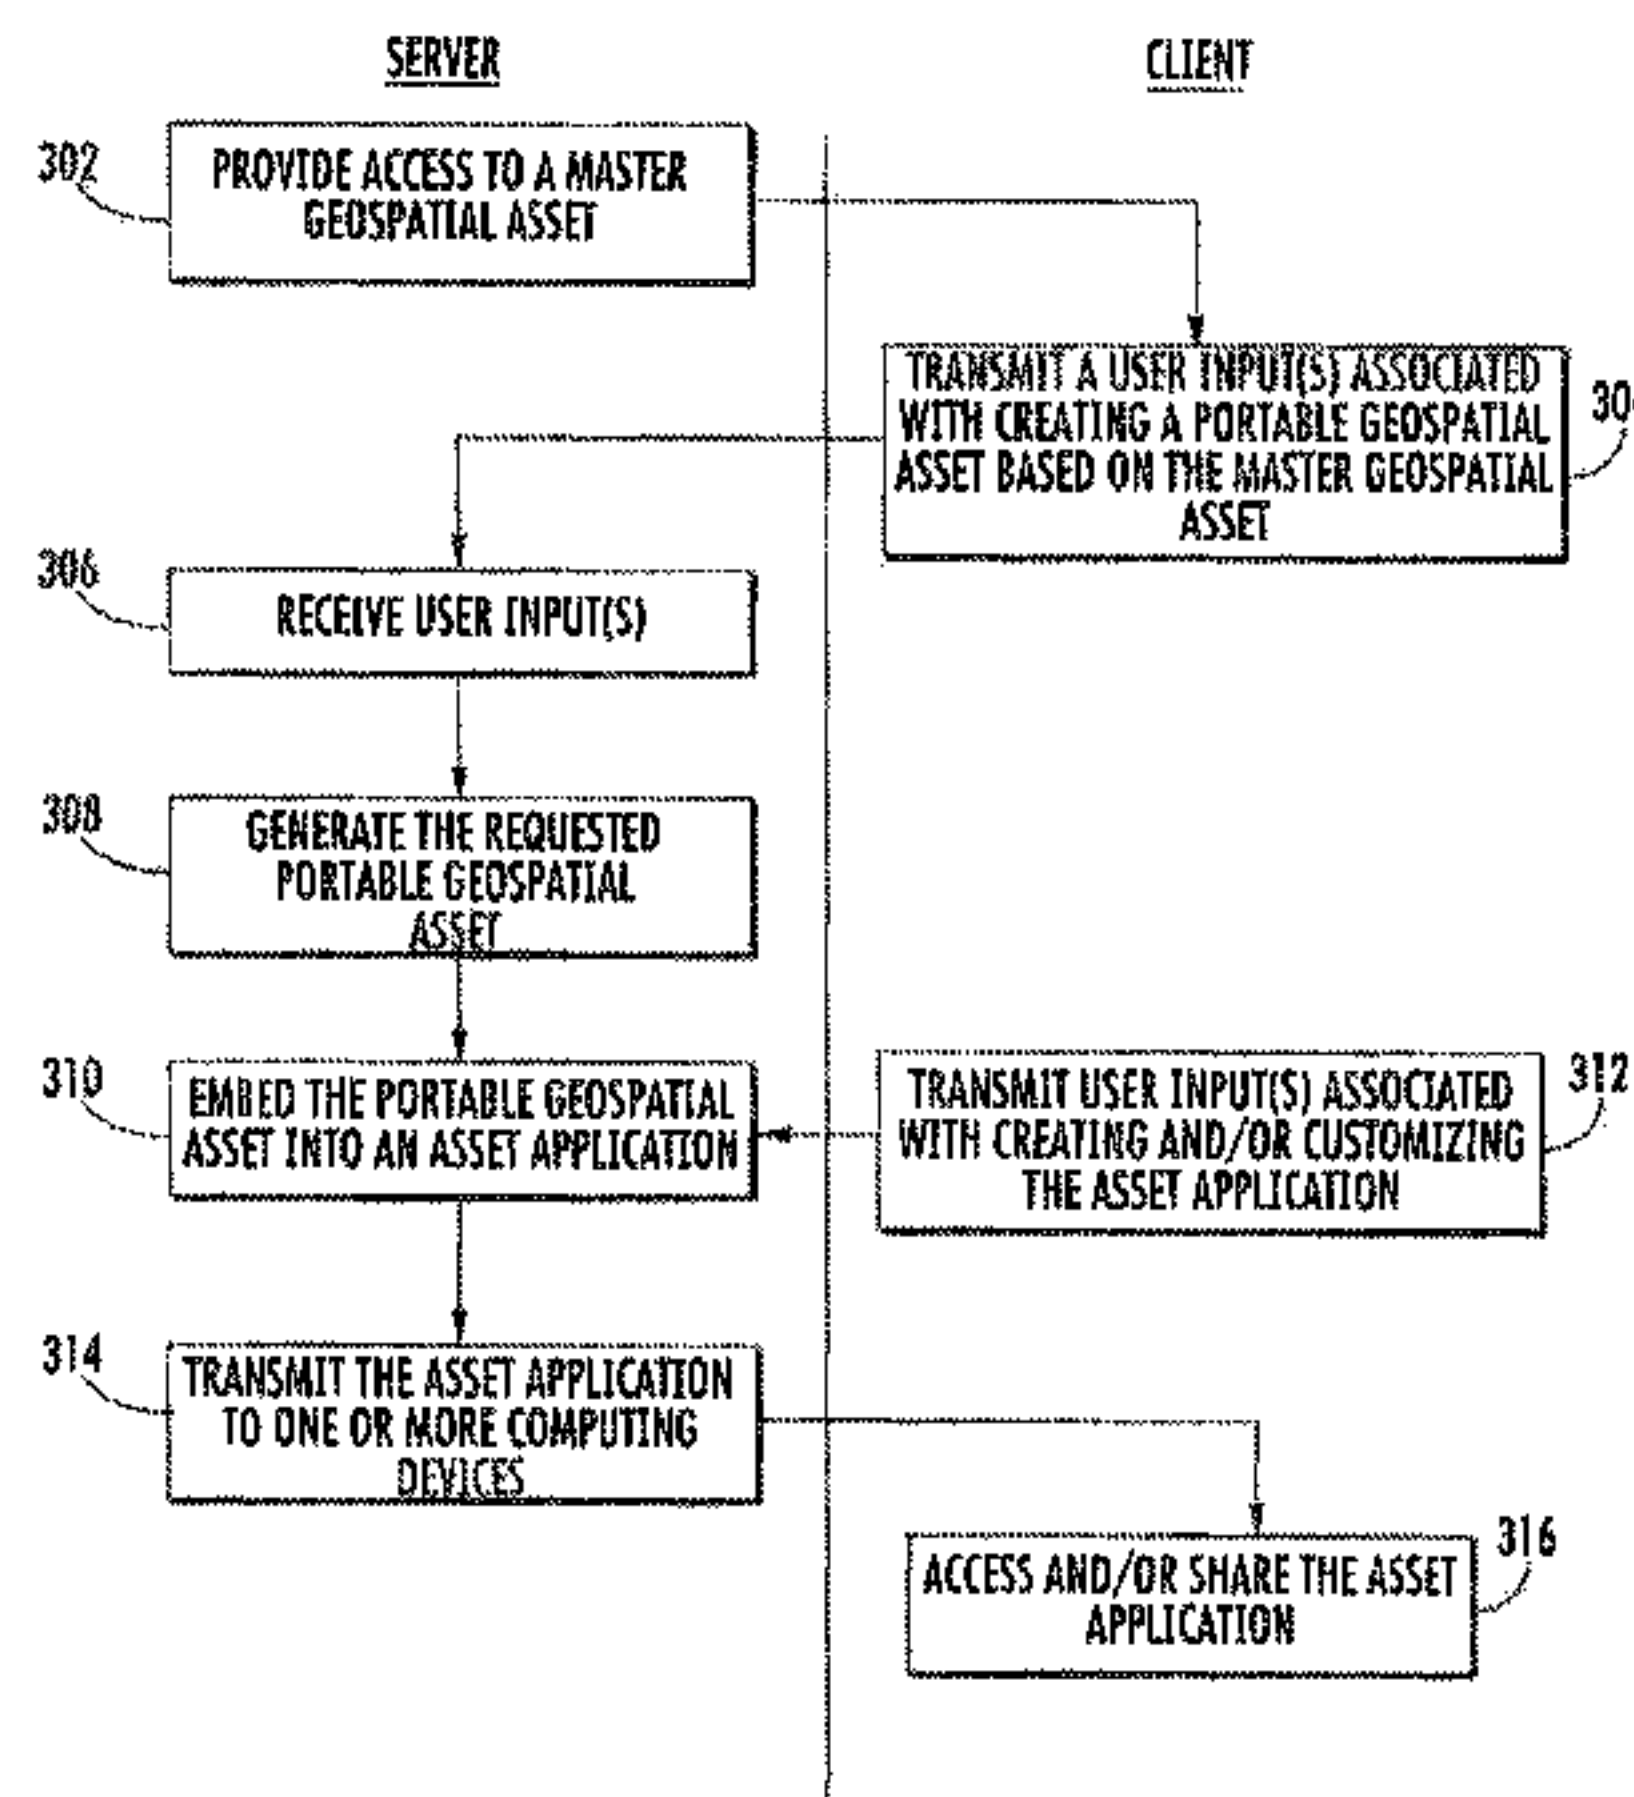 SERVER
CLIENT
302
PROVIDE ACCESS TO A MASTER
GEOSPATIAL ASSET
TRANSMIT A USER INPUT(S) ASSOCIATED
WITH CREATING A PORTABLE GEOSPATIAL
ASSET BASED ON THE MASTER GEOSPATIAL
ASSET
30
306
RECEIVE USER INPUT(S)
308
GENERATE THE REQUESTED
PORTABLE GEOSPATIAL
ASSET
310
EMBED THE PORTABLE GEOSPATIAL
ASSET INTO AN ASSET APPLICATION
TRANSMIT USER INPUT(S) ASSOCIATED
WITH CREATING AND/OR CUSTOMIZING
THE ASSET APPLICATION
312
314
TRANSMIT THE ASSET APPLICATION
TO ONE OR MORE COMPUTING
DEVICES
ACCESS AND/OR SHARE THE ASSET
APPLICATION
316